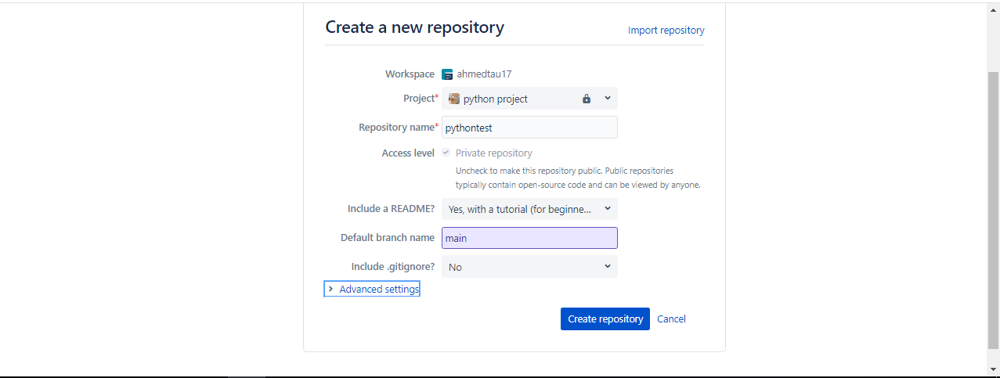 Create a new repository
Import repository
Workspace ahmedtau17
Project* python project
Repository name* pythontest
Access level Private repository
Uncheck to make this repository public. Public repositories
typically contain open-source code and can be viewed by anyone.
Include a README? Yes, with a tutorial (for beginne...
Default branch name main
Include .gitignore? No
Advanced settings
Create repository Cancel